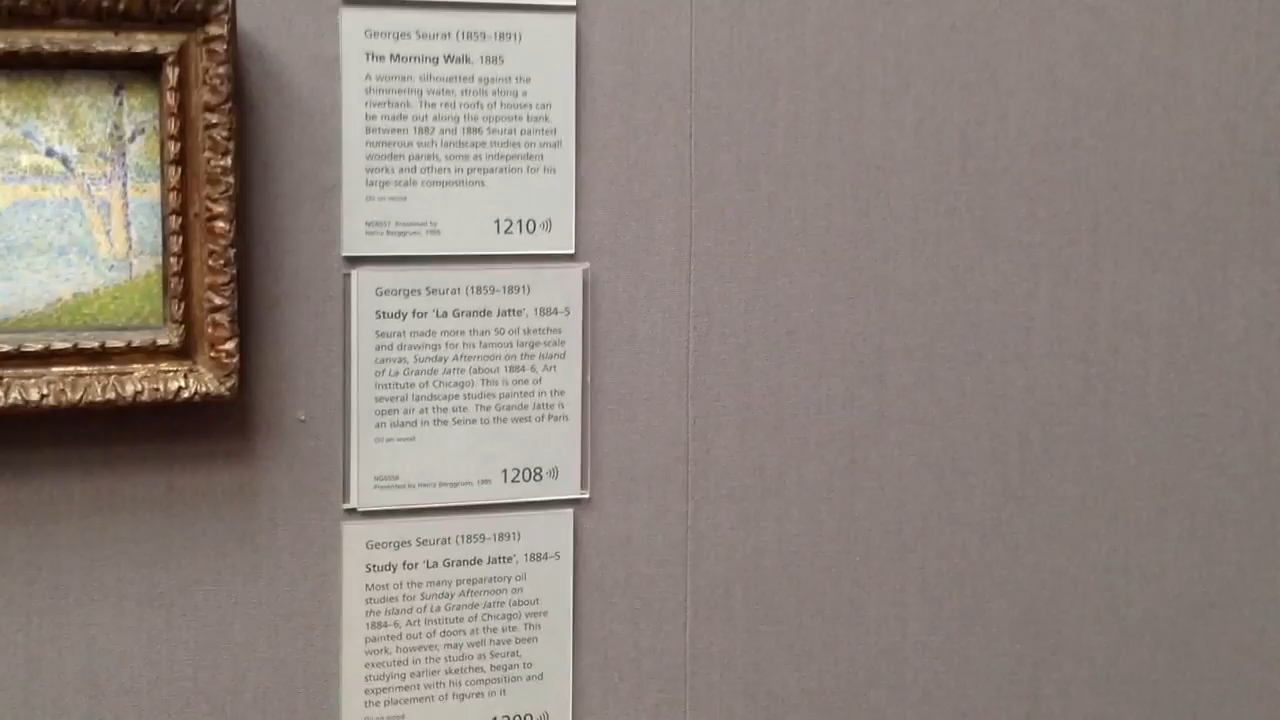 Georges Seurat (1859–1891)
The Morning Walk, 1885
A woman, silhouetted against the
shimmering water, strolls along a
riverbank. The red roofs of houses can
be made out along the opposite bank.
Between 1882 and 1886 Seurat painted
numerous such landscape studies on small
wooden panels, some as independent
works and others in preparation for his
large-scale compositions.
Oil on wood
NG6557 Presented by
Heinz Berggruen, 1995
1210
Georges Seurat (1859–1891)
Study for 'La Grande Jatte', 1884–5
Seurat made more than 50 oil sketches
and drawings for his famous large-scale
canvas, Sunday Afternoon on the Island
of La Grande Jatte (about 1884-6, Art
Institute of Chicago). This is one of
several landscape studies painted in the
open air at the site. The Grande Jatte is
an island in the Seine to the west of Paris
Oil on wood
NG6556
Presented by Heinz Berggruen, 1995
1208
Georges Seurat (1859–1891)
Study for 'La Grande Jatte', 1884–5
Most of the many preparatory oil
studies for Sunday Afternoon on
the Island of La Grande Jatte (about
1884–6, Art Institute of Chicago) were
painted out of doors at the site. This
work, however, may well have been
executed in the studio as Seurat,
studying earlier sketches, began to
experiment with his composition and
the placement of figures in it
Oil on wood
1209